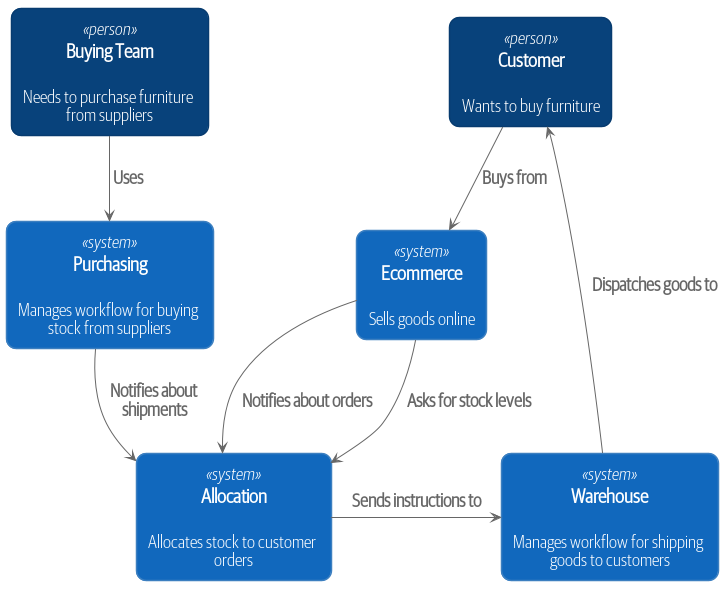 «person»
Buying Team
Needs to purchase furniture
from suppliers
«person»
Customer
Wants to buy furniture
Uses
Buys from
«system»
Purchasing
Manages workflow for buying
stock from suppliers
«system»
Ecommerce
Sells goods online
Dispatches goods to
Notifies about
shipments
Notifies about orders
Asks for stock levels
«system»
Allocation
Allocates stock to customer
orders
Sends instructions to
«system»
Warehouse
Manages workflow for shipping
goods to customers